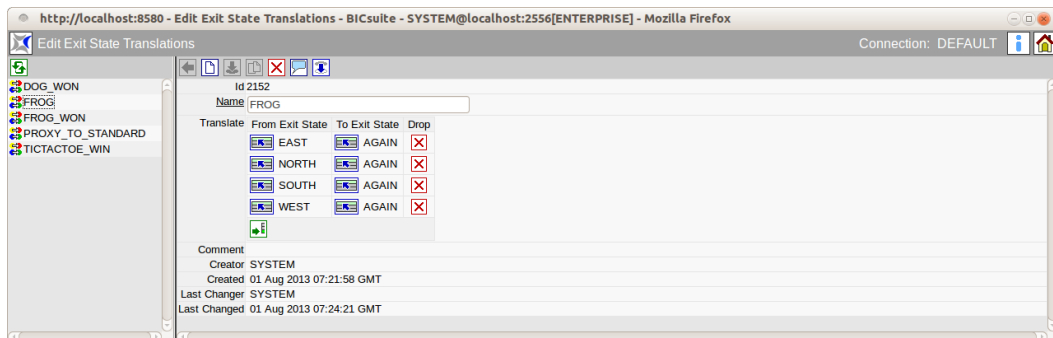 http://localhost:8580 - Edit Exit State Translations - BICsuite - SYSTEM@localhost:2556[ENTERPRISE] - Mozilla Firefox
Edit Exit State Translations
Connection: DEFAULT
DOG_WON
FROG
FROG_WON
PROXY_TO_STANDARD
TICTACTOE_WIN
Id 2152
Name FROG
Translate From Exit State To Exit State Drop
EAST AGAIN
NORTH AGAIN
SOUTH AGAIN
WEST AGAIN
Comment
Creator SYSTEM
Created 01 Aug 2013 07:21:58 GMT
Last Changer SYSTEM
Last Changed 01 Aug 2013 07:24:21 GMT